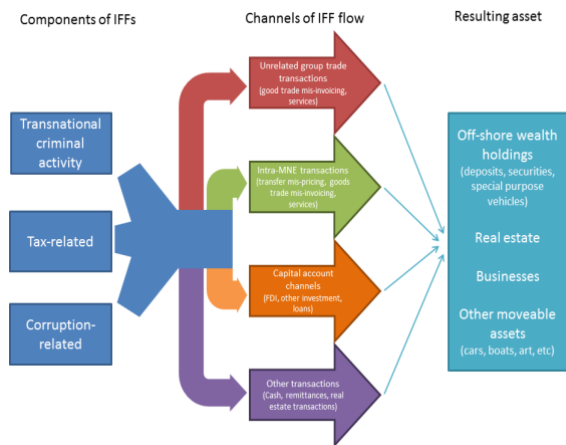 Components of IFFs
Channels of IFF flow
Resulting asset
Transnational
criminal
activity
Tax-related
Corruption-
related
Unrelated group trade
transactions
(good trade mis-invoicing,
services)
Intra-MNE transactions
(transfer mis-pricing, goods
trade mis-invoicing,
services)
Capital account
channels
(FDI, other investment,
loans)
Other transactions
(Cash, remittances, real
estate transactions)
Off-shore wealth
holdings
(deposits, securities,
special purpose
vehicles)
Real estate
Businesses
Other moveable
assets
(cars, boats, art, etc)